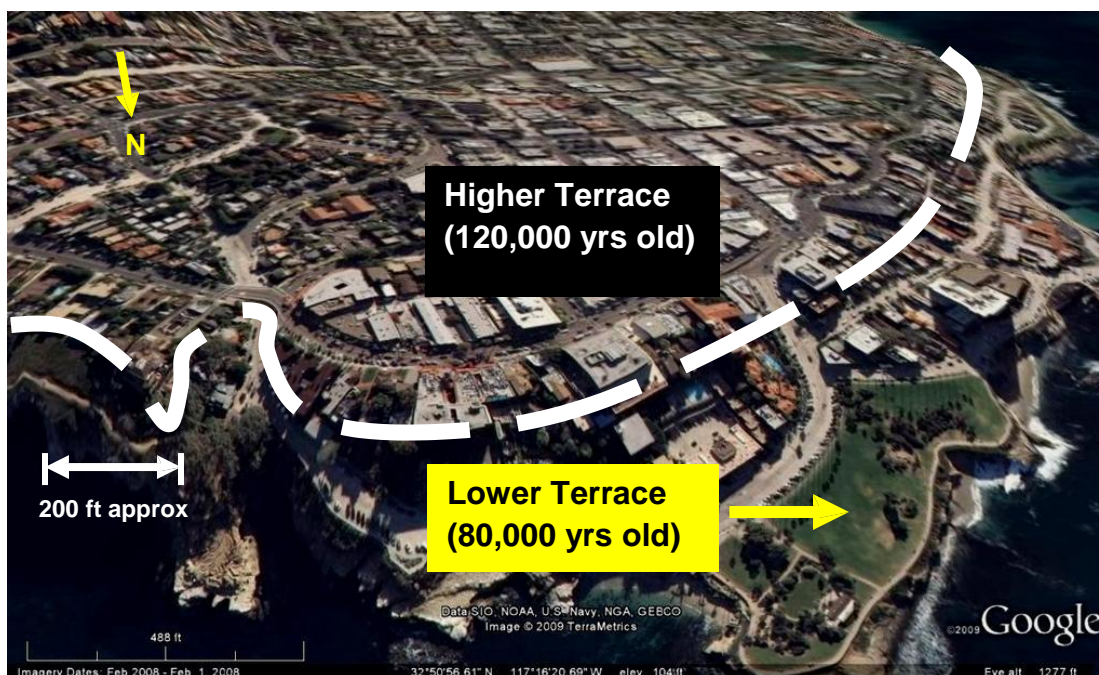 N
Higher Terrace
(120,000 yrs old)
Lower Terrace
(80,000 yrs old)
200 ft approx
Data SIO, NOAA, U.S. Navy, NGA, GEBCO
Image © 2009 TerraMetrics
©2009 Google
488 ft
Imagery Dates: Feb 2008 - Feb 1, 2008
32°50'56.61" N 117°16'20.69" W elev 104 ft
Eye alt 1277 ft